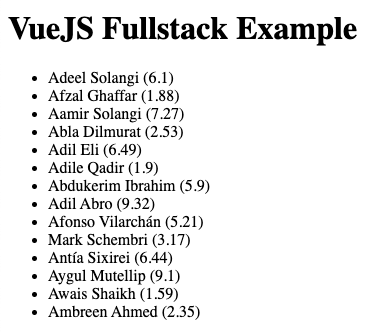 VueJS Fullstack Example
Adeel Solangi (6.1)
Afzal Ghaffar (1.88)
Aamir Solangi (7.27)
Abla Dilmurat (2.53)
Adil Eli (6.49)
Adile Qadir (1.9)
Abdukerim Ibrahim (5.9)
Adil Abro (9.32)
Afonso Vilarchán (5.21)
Mark Schembri (3.17)
Antía Sixirei (6.44)
Aygul Mutellip (9.1)
Awais Shaikh (1.59)
Ambreen Ahmed (2.35)